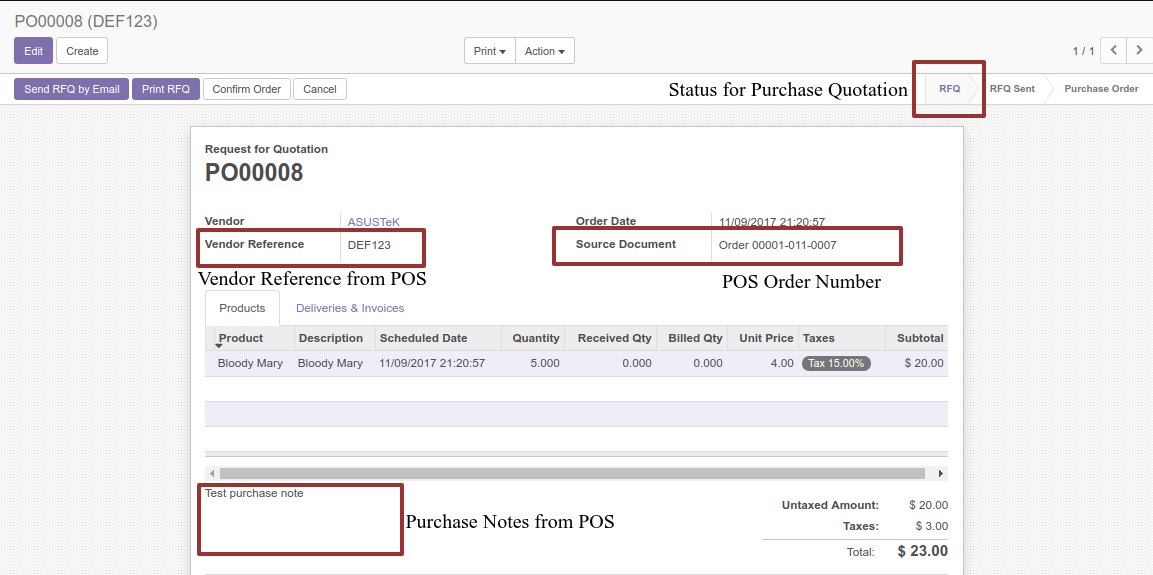 PO00008 (DEF123)
Edit Create Print Action 1 / 1
Send RFQ by Email Print RFQ Confirm Order Cancel Status for Purchase Quotation RFQ RFQ Sent Purchase Order
Request for Quotation
PO00008
Vendor ASUSTeK Order Date 11/09/2017 21:20:57
Vendor Reference DEF123 Source Document Order 00001-011-0007
Vendor Reference from POS POS Order Number
Products Deliveries & Invoices
Product Description Scheduled Date Quantity Received Qty Billed Qty Unit Price Taxes Subtotal
Bloody Mary Bloody Mary 11/09/2017 21:20:57 5.000 0.000 0.000 4.00 Tax 15.00% $ 20.00
Test purchase note
Purchase Notes from POS
Untaxed Amount: $ 20.00
Taxes: $ 3.00
Total: $ 23.00